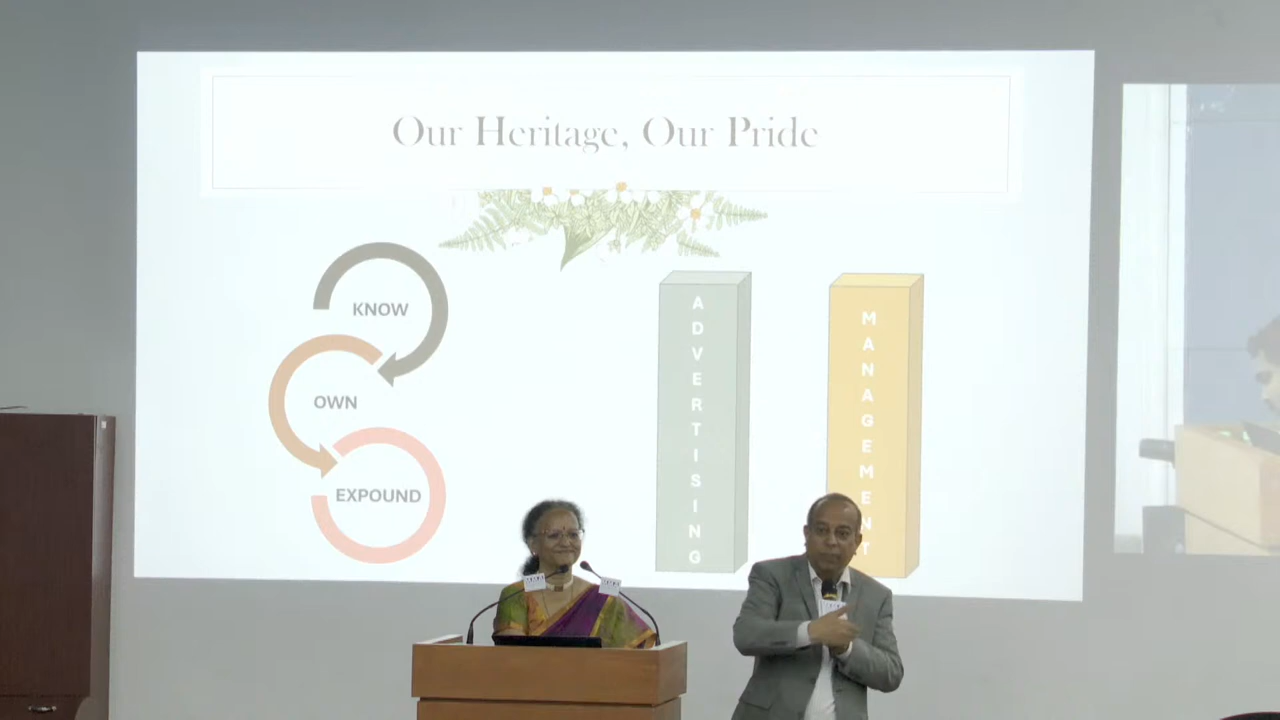 Our Heritage, Our Pride
KNOW
OWN
EXPOUND
ADVERTISING
MANAGEMENT